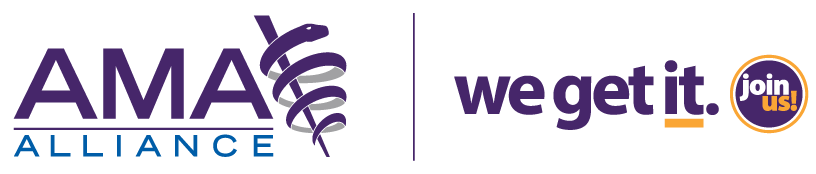 AMA
ALLIANCE
we get it.
join
us!